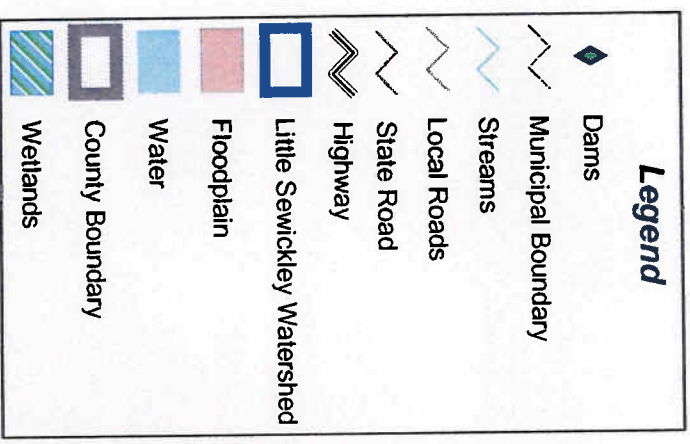 Legend
Dams
Municipal Boundary
Streams
Local Roads
State Road
Highway
Little Sewickley Watershed
Floodplain
Water
County Boundary
Wetlands